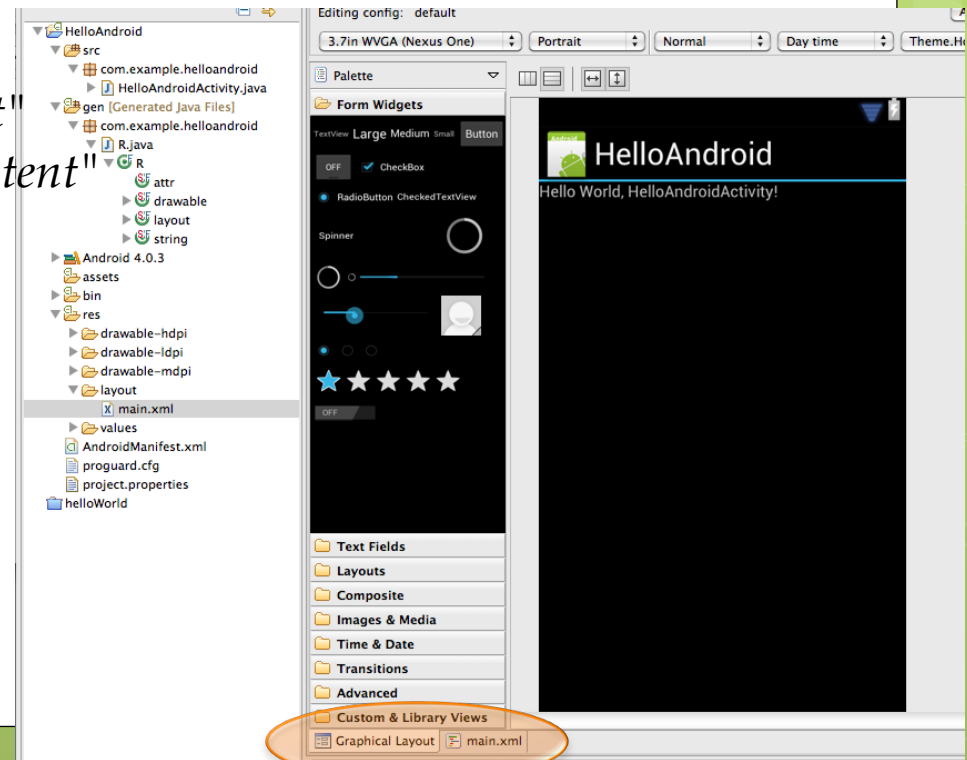 t"
tent"
HelloAndroid
src
com.example.helloandroid
HelloAndroidActivity.java
gen [Generated Java Files]
com.example.helloandroid
R.java
R
attr
drawable
layout
string
Android 4.0.3
assets
bin
res
drawable-hdpi
drawable-ldpi
drawable-mdpi
layout
main.xml
values
AndroidManifest.xml
proguard.cfg
project.properties
helloWorld
Editing config: default
3.7in WVGA (Nexus One) Portrait Normal Day time Theme.Ho
Palette
Form Widgets
TextView Large Medium Small Button
OFF CheckBox
RadioButton CheckedTextView
Spinner
OFF
Text Fields
Layouts
Composite
Images & Media
Time & Date
Transitions
Advanced
Custom & Library Views
Graphical Layout main.xml
Android
HelloAndroid
Hello World, HelloAndroidActivity!